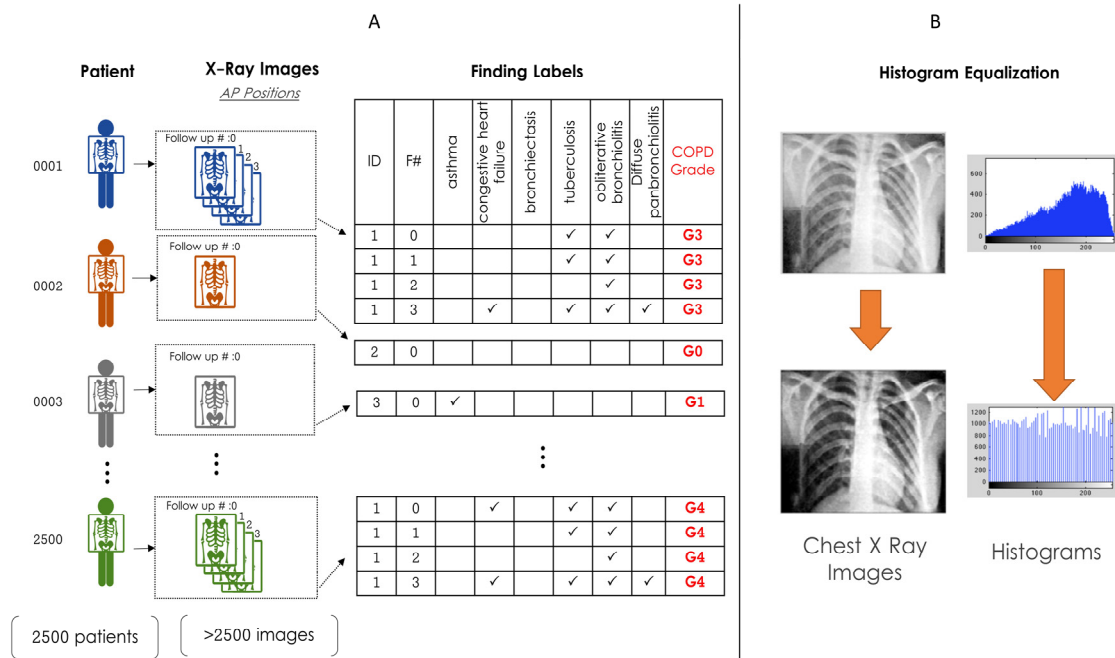 A
Patient
X-Ray Images
AP Positions
Finding Labels
0001
Follow up # :0
1
2
3
0002
Follow up # :0
0003
Follow up # :0
2500
Follow up # :0
1
2
3
2500 patients
>2500 images
ID F# asthma congestive heart failure bronchiectasis tuberculosis obliterative bronchiolitis Diffuse panbronchiolitis COPD Grade
1 0 ✓ ✓ G3
1 1 ✓ ✓ G3
1 2 ✓ G3
1 3 ✓ ✓ ✓ ✓ G3
2 0 G0
3 0 ✓ G1
1 0 ✓ ✓ ✓ G4
1 1 ✓ ✓ G4
1 2 ✓ G4
1 3 ✓ ✓ ✓ ✓ G4
B
Histogram Equalization
600
400
200
0
0 100 200
1200
1000
800
600
400
200
0
0 100 200
Chest X Ray
Images
Histograms